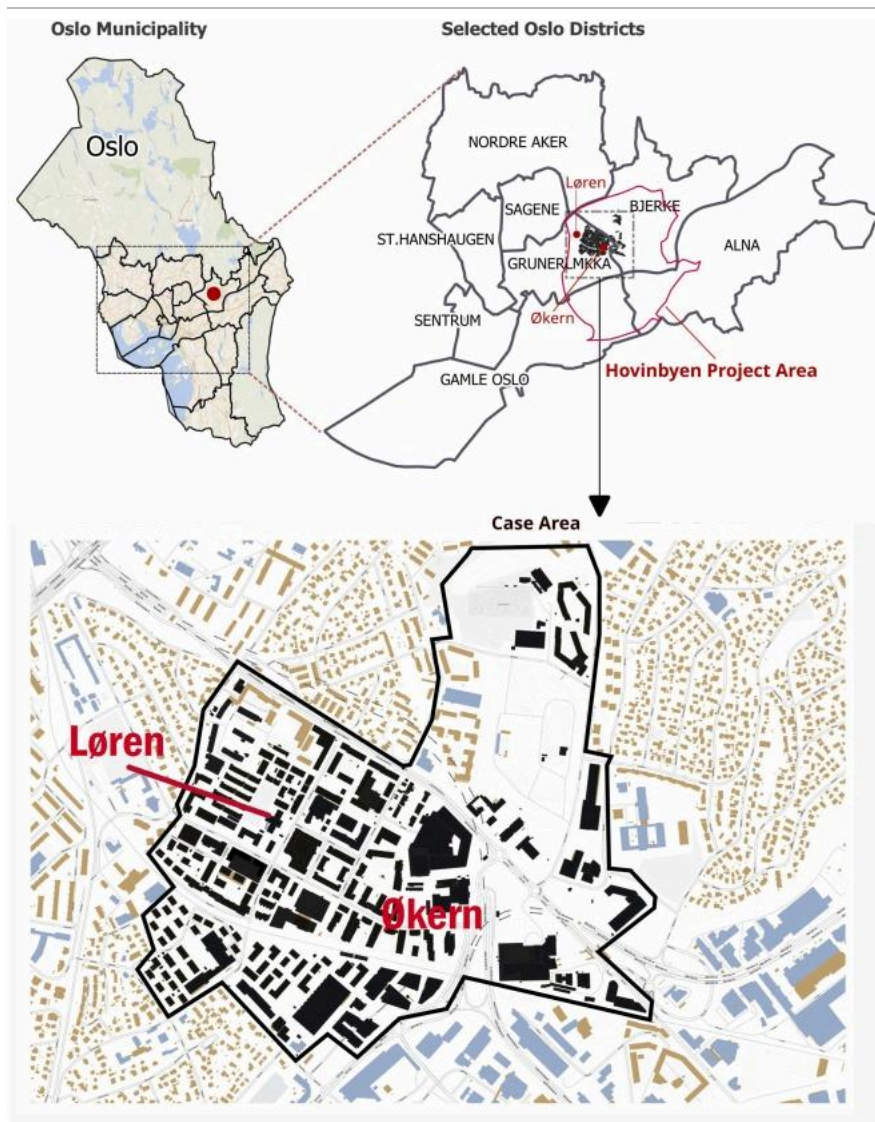 Oslo Municipality
Selected Oslo Districts
Oslo
NORDRE AKER
Løren
SAGENE
BJERKE
ST.HANSHAUGEN
ALNA
GRUNERLMKKA
Økern
SENTRUM
Hovinbyen Project Area
GAMLE OSLO
Case Area
Løren
Økern